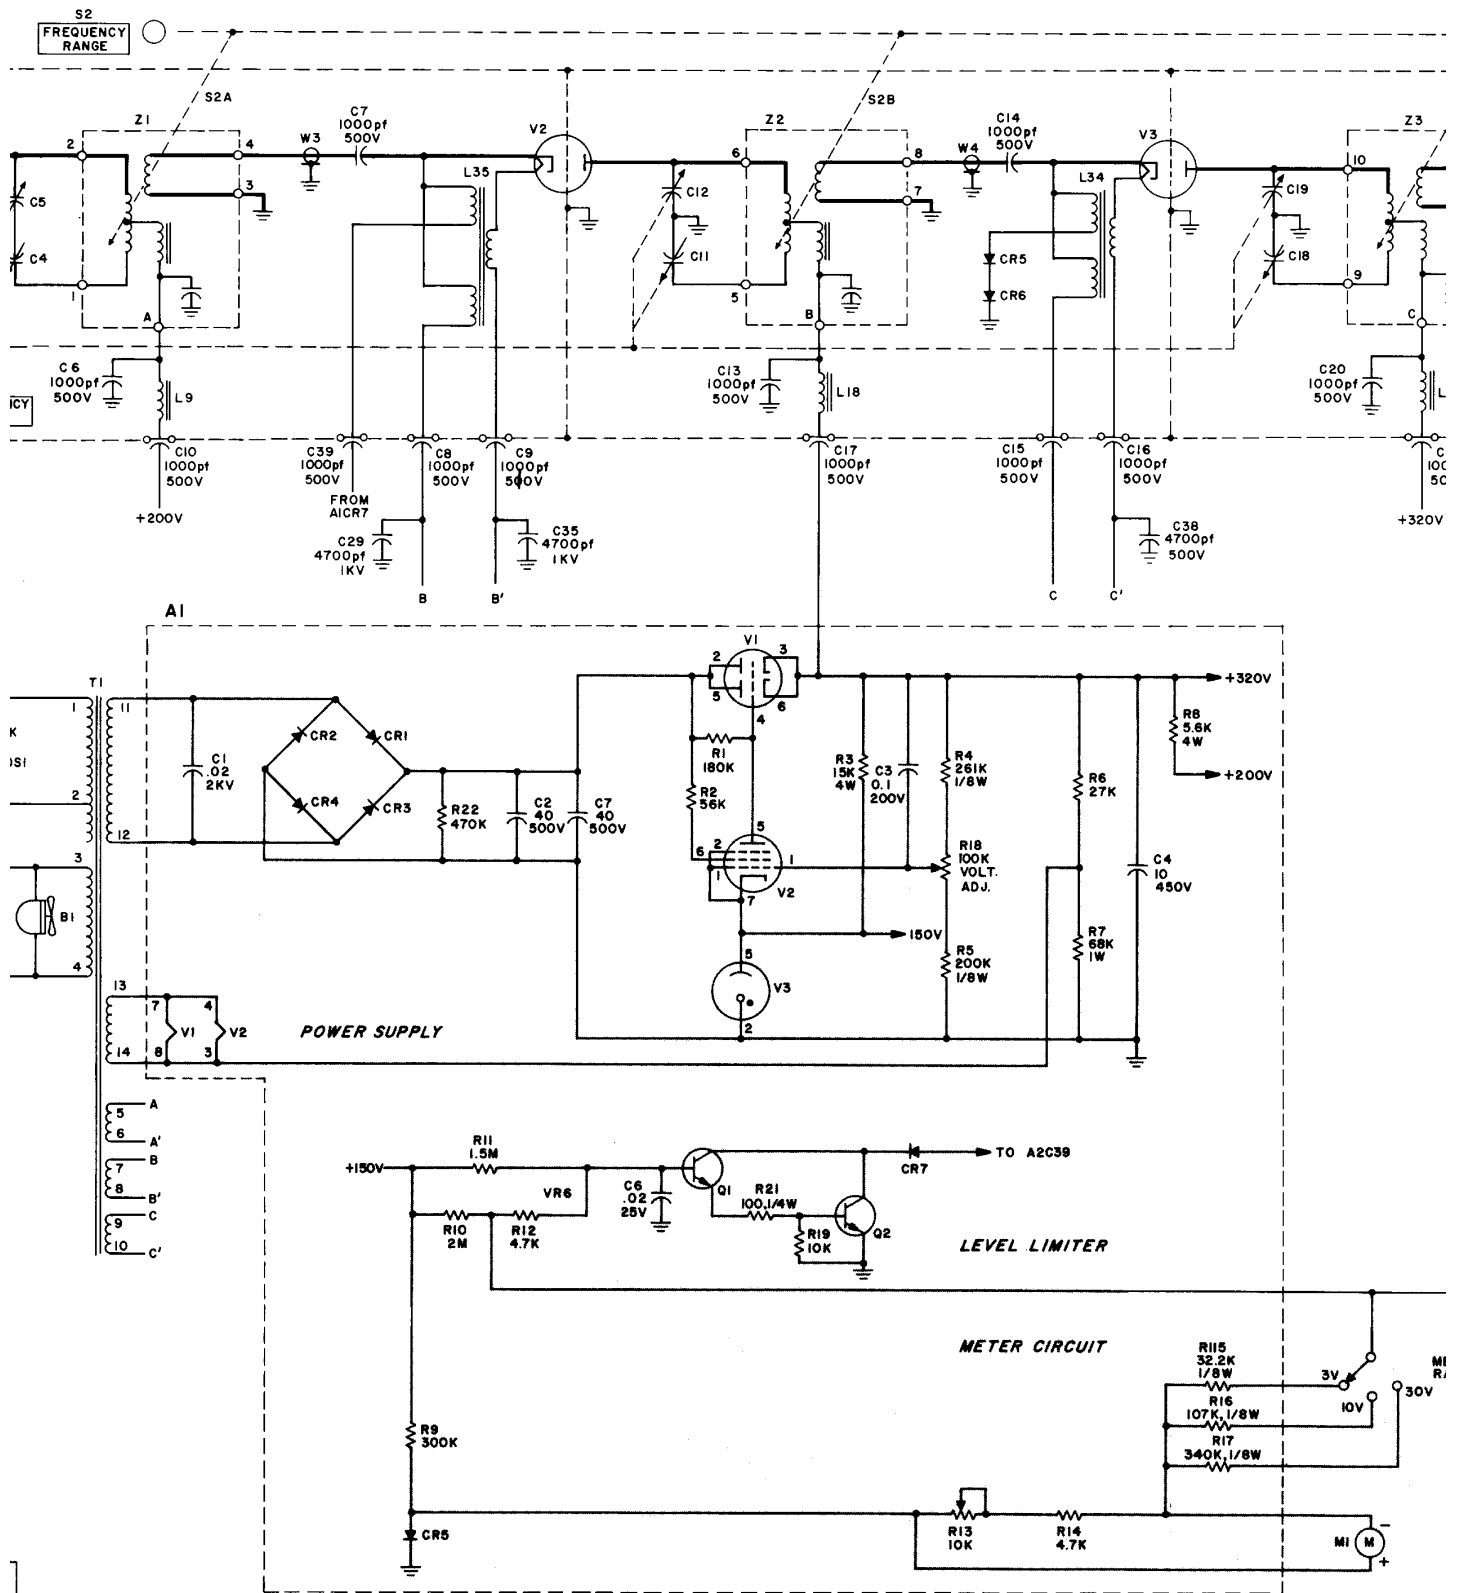 S2
FREQUENCY
RANGE
S2A
S2B
Z1
2
4
3
1
A
C5
C4
W3
C7
1000pf
500V
L35
V2
C12
C11
Z2
6
8
7
5
B
W4
C14
1000pf
500V
L34
CR5
CR6
V3
C19
C18
Z3
10
9
C
C6
1000pf
500V
L9
ICY
C10
1000pf
500V
+200V
C39
1000pf
500V
FROM
A1CR7
C8
1000pf
500V
C9
1000pf
500V
C29
4700pf
1KV
C35
4700pf
1KV
B
B'
C13
1000pf
500V
L18
C17
1000pf
500V
C15
1000pf
500V
C16
1000pf
500V
C38
4700pf
500V
C
C'
C20
1000pf
500V
L
C
100
50
+320V
A1
T1
1
11
K
OS1
2
12
3
4
B1
13
14
C1
.02
2KV
CR2
CR1
CR4
CR3
R22
470K
C2
40
500V
C7
40
500V
V1
2
3
5
6
4
R1
180K
R2
56K
5
2
6
1
1
V2
7
R3
15K
4W
C3
0.1
200V
R4
261K
1/8W
R18
100K
VOLT.
ADJ.
150V
R5
200K
1/8W
5
V3
2
R6
27K
R7
68K
1W
C4
10
450V
+320V
R8
5.6K
4W
+200V
7
4
V1
V2
8
3
POWER SUPPLY
5
A
6
A'
7
B
8
B'
9
C
10
C'
+150V
R11
1.5M
VR6
R10
2M
R12
4.7K
C6
.02
25V
Q1
R21
100,1/4W
R19
10K
Q2
CR7
TO A2C39
LEVEL LIMITER
METER CIRCUIT
R115
32.2K
1/8W
3V
R16
107K,1/8W
10V
30V
R17
340K,1/8W
R9
300K
CR5
R13
10K
R14
4.7K
M1
M
-
+